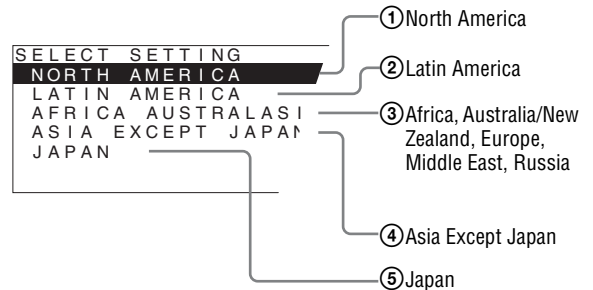 SELECT SETTING
NORTH AMERICA
LATIN AMERICA
AFRICA AUSTRALASI
ASIA EXCEPT JAPAN
JAPAN
①North America
②Latin America
③Africa, Australia/New
Zealand, Europe,
Middle East, Russia
④Asia Except Japan
⑤Japan